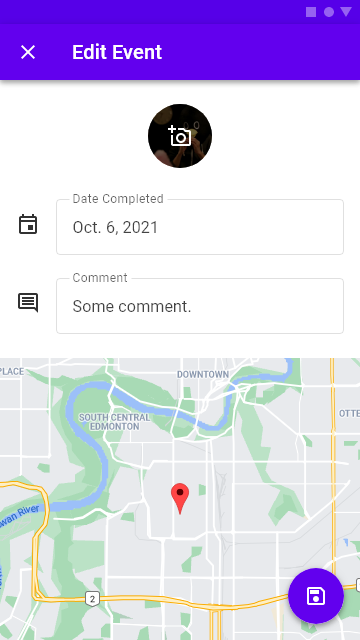 Edit Event
Date Completed
Oct. 6, 2021
Comment
Some comment.
PLACE
DOWNTOWN
SOUTH CENTRAL
EDMONTON
OTTE
wan River
2